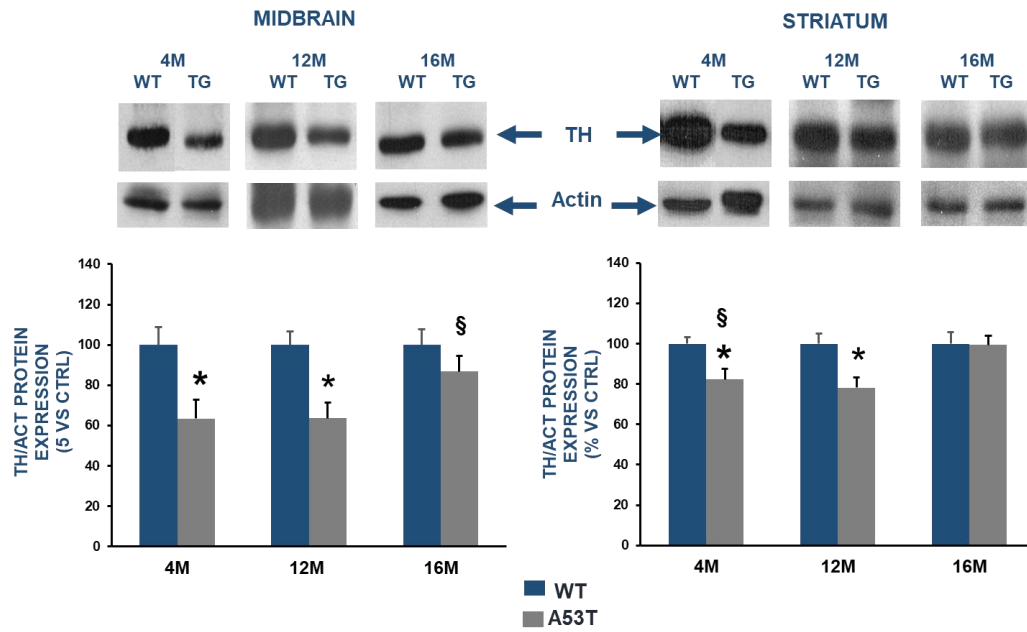 MIDBRAIN
STRIATUM
4M
12M
16M
WT TG
WT TG
WT TG
4M
12M
16M
WT TG
WT TG
WT TG
TH
Actin
TH/ACT PROTEIN
EXPRESSION
(5 VS CTRL)
140
120
100
80
60
40
20
0
*
*
§
4M
12M
16M
TH/ACT PROTEIN
EXPRESSION
(% VS CTRL)
140
120
100
80
60
40
20
0
§
*
*
4M
12M
16M
WT
A53T